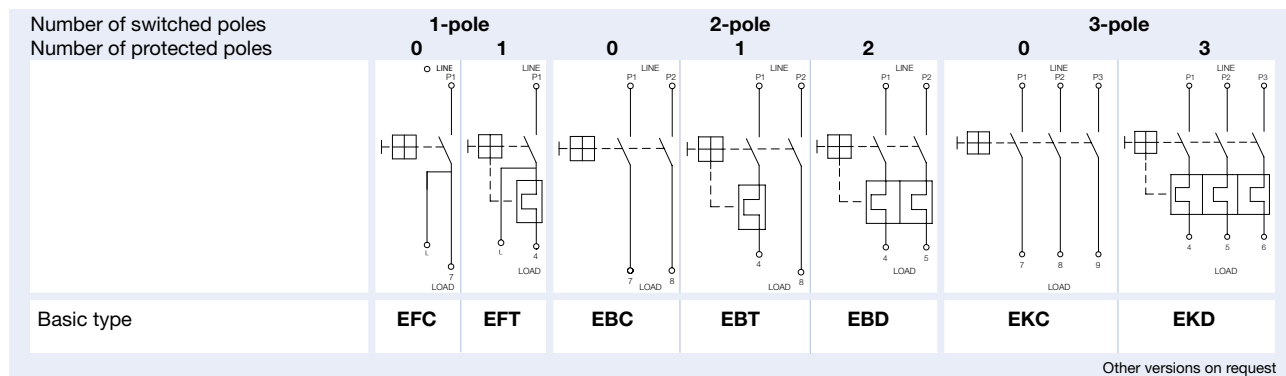 Number of switched poles 1-pole 2-pole 3-pole
Number of protected poles 0 1 0 1 2 0 3
LINE LINE LINE LINE LINE LINE LINE
P1 P1 P1 P2 P1 P2 P1 P2 P1 P2 P3 P1 P2 P3
L L 4 4 4 5 4 5 6
7 7 8 8 7 8 9
LOAD LOAD LOAD LOAD LOAD LOAD LOAD
Basic type EFC EFT EBC EBT EBD EKC EKD
Other versions on request